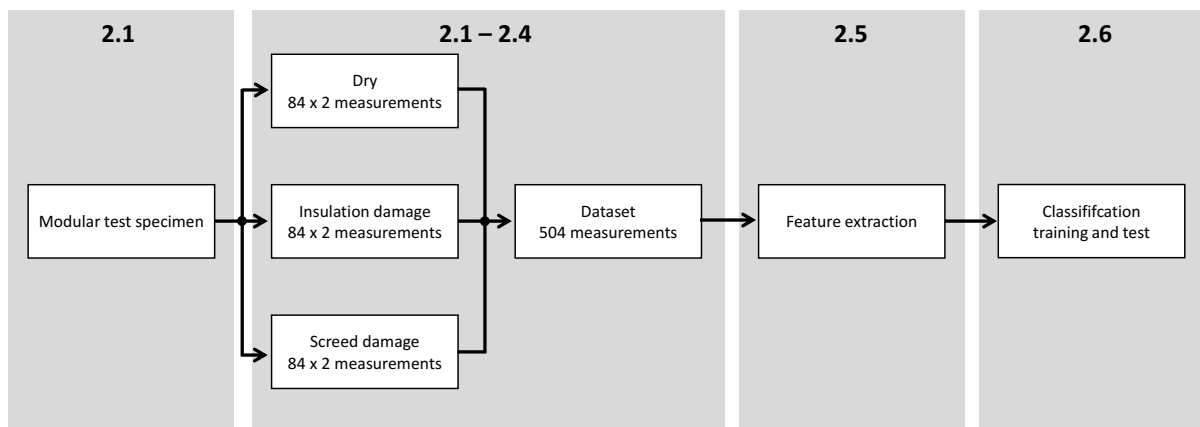 2.1
2.1 – 2.4
2.5
2.6
Dry
84 x 2 measurements
Modular test specimen
Insulation damage
84 x 2 measurements
Dataset
504 measurements
Feature extraction
Classififcation
training and test
Screed damage
84 x 2 measurements